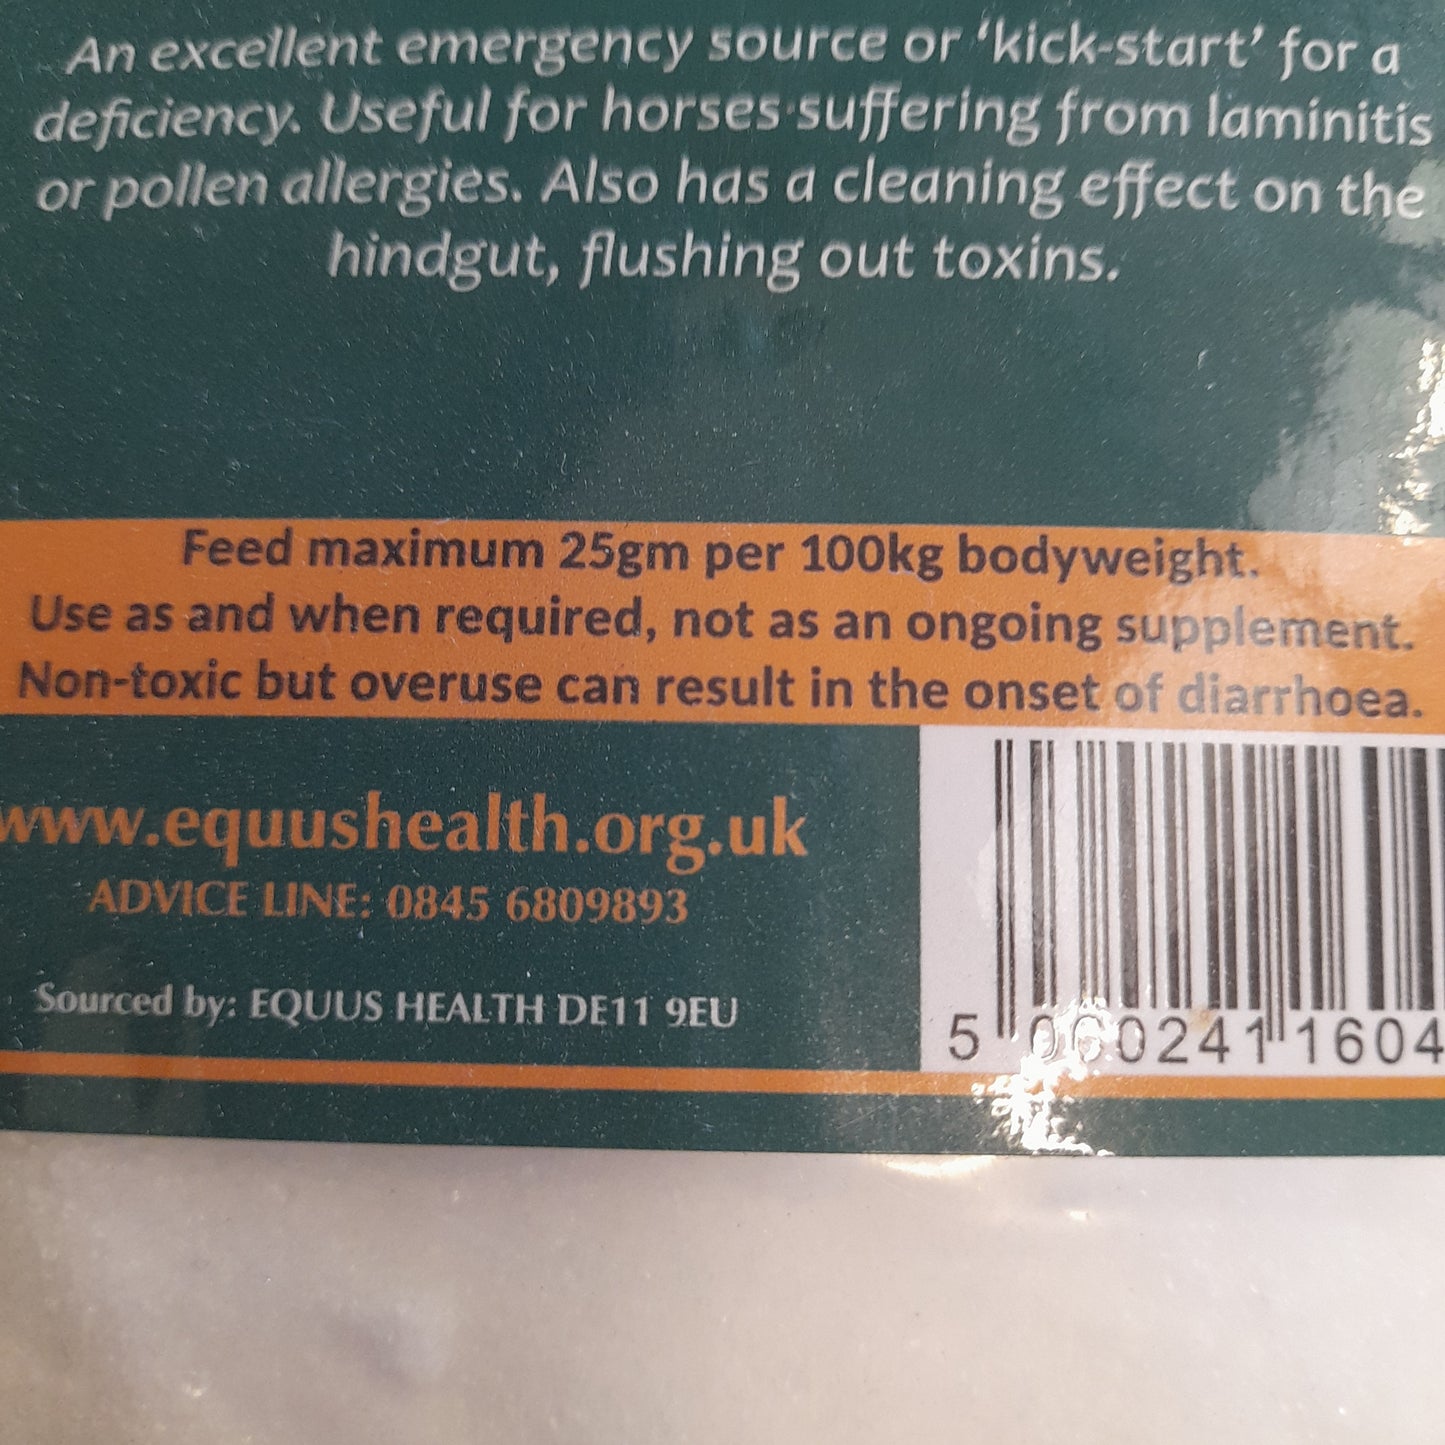 An excellent emergency source or 'kick-start' for a
deficiency. Useful for horses suffering from laminitis
or pollen allergies. Also has a cleaning effect on the
hindgut, flushing out toxins.
Feed maximum 25gm per 100kg bodyweight.
Use as and when required, not as an ongoing supplement.
Non-toxic but overuse can result in the onset of diarrhoea.
www.equushealth.org.uk
ADVICE LINE: 0845 6809893
Sourced by: EQUUS HEALTH DE11 9EU
5 060241 1604